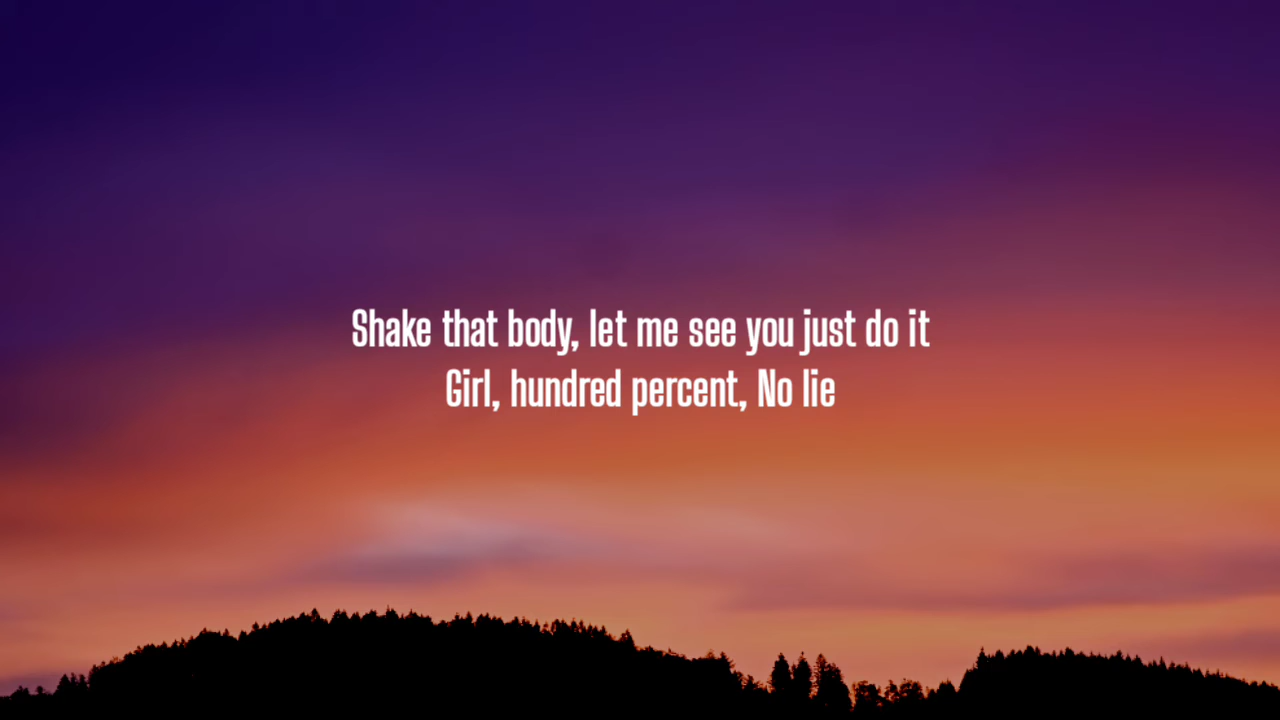 Shake that body, let me see you just do it
Girl, hundred percent, No lie